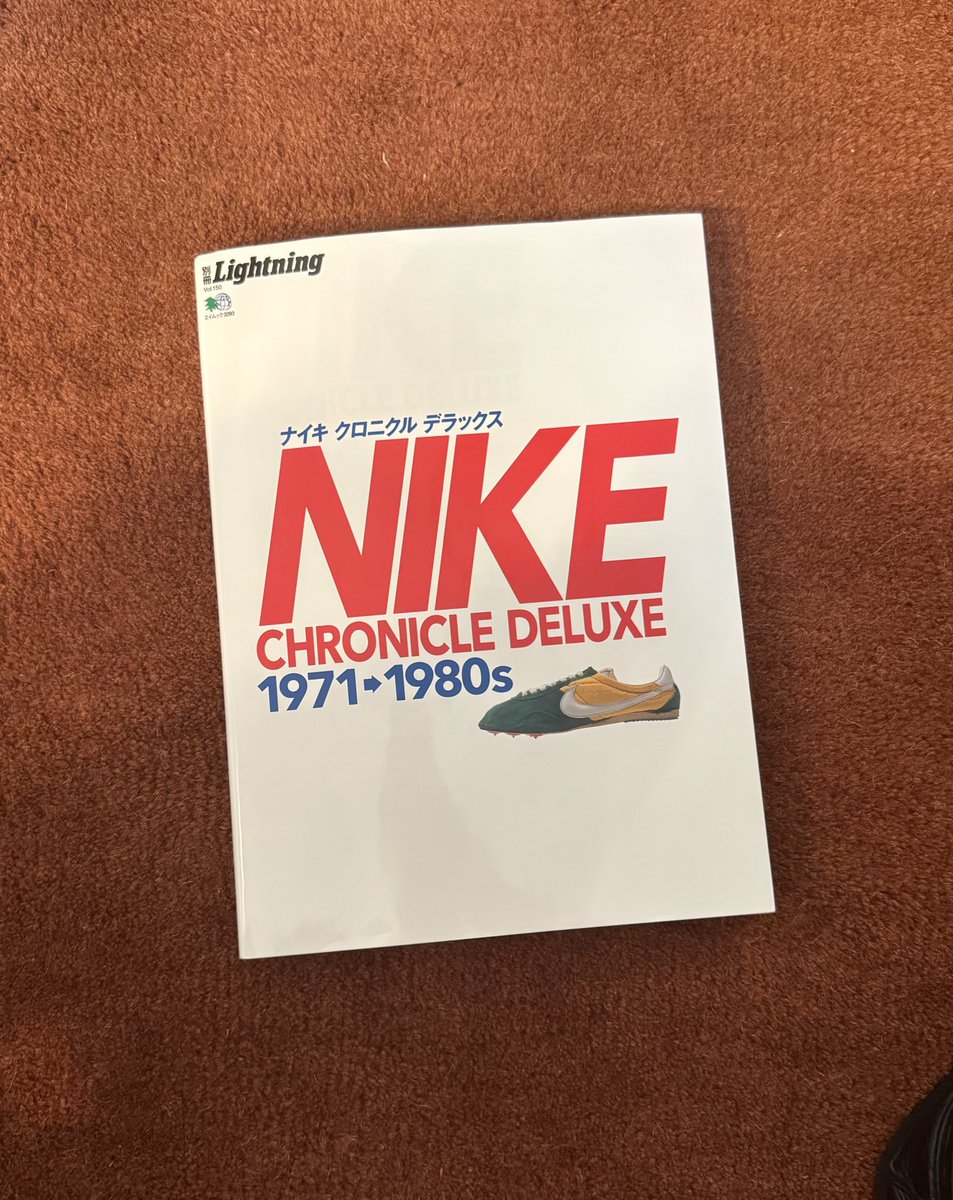 別冊 Lightning
Vol.150
エイムック 3293
ナイキ クロニクル デラックス
NIKE
CHRONICLE DELUXE
1971➡1980s